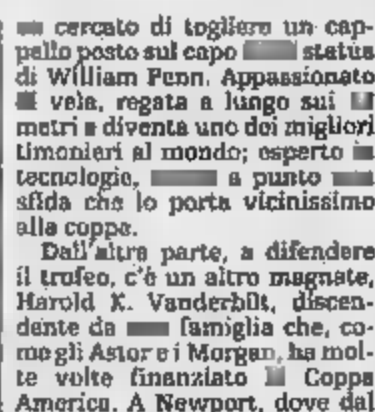 cercato di togliere un cap-
pello posto sul capo statua
di William Penn. Appassionato
vela, regata a lungo sui
metri e diventa uno dei migliori
timonieri al mondo; esperto
tecnologie, a punto
sfida che lo porta vicinissimo
alla coppa.
Dall'altra parte, a difendere
il trofeo, c'è un altro magnate,
Harold K. Vanderbilt, discen-
dente da famiglia che, co-
me gli Astor e i Morgan, ha mol-
te volte finanziato Coppa
America. A Newport, dove dal